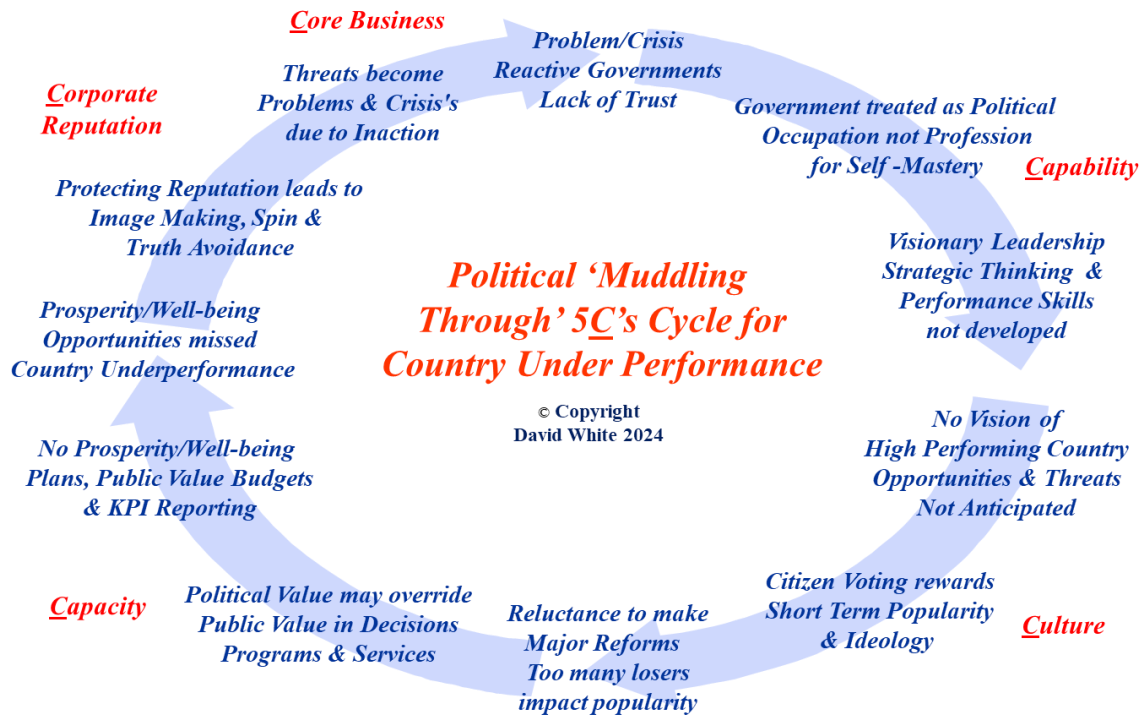 Core Business
Problem/Crisis
Reactive Governments
Lack of Trust
Government treated as Political
Occupation not Profession
for Self -Mastery
Capability
Visionary Leadership
Strategic Thinking &
Performance Skills
not developed
No Vision of
High Performing Country
Opportunities & Threats
Not Anticipated
Culture
Citizen Voting rewards
Short Term Popularity
& Ideology
Reluctance to make
Major Reforms
Too many losers
impact popularity
Political Value may override
Public Value in Decisions
Programs & Services
Capacity
No Prosperity/Well-being
Plans, Public Value Budgets
& KPI Reporting
Prosperity/Well-being
Opportunities missed
Country Underperformance
Protecting Reputation leads to
Image Making, Spin &
Truth Avoidance
Corporate
Reputation
Threats become
Problems & Crisis's
due to Inaction
Political ‘Muddling
Through’ 5C’s Cycle for
Country Under Performance
© Copyright
David White 2024